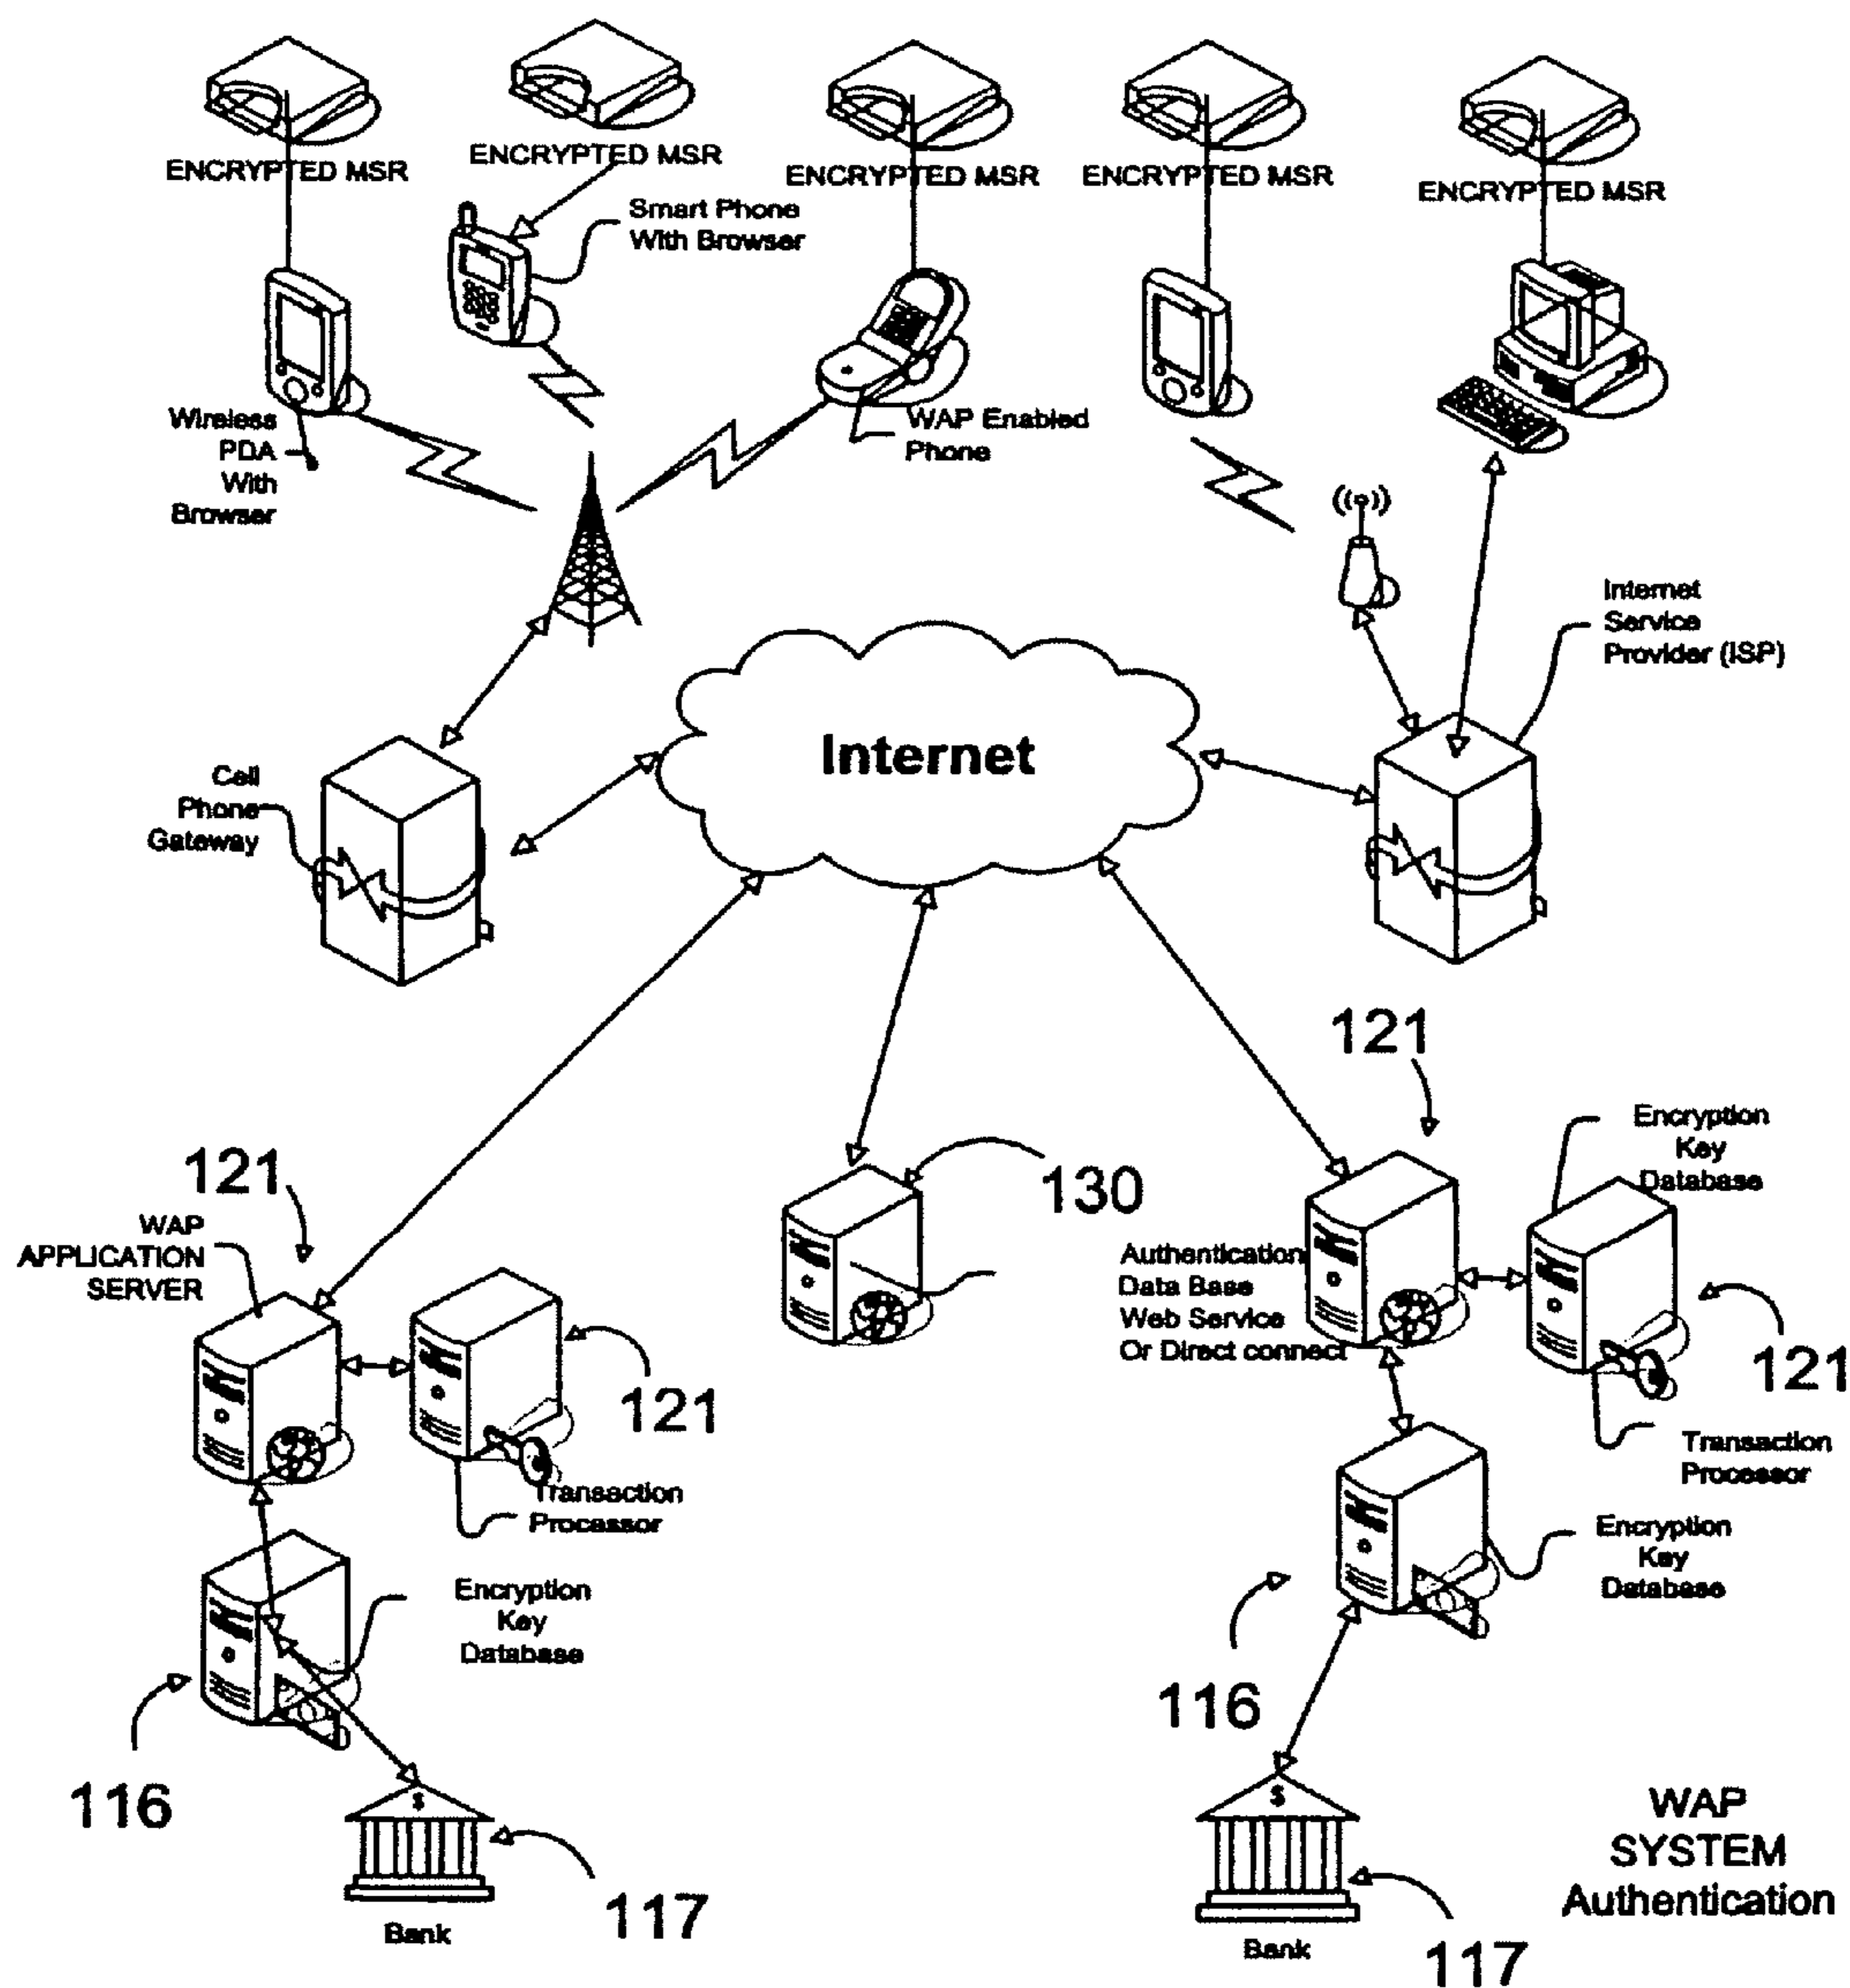 ENCRYPTED MSR
ENCRYPTED MSR
ENCRYPTED MSR
ENCRYPTED MSR
ENCRYPTED MSR
Smart Phone
With Browser
Wireless
PDA
With
Browser
WAP Enabled
Phone
Internet
Service
Provider (ISP)
Internet
Cell
Phone
Gateway
121
Encryption
Key
Database
121
130
WAP
APPLICATION
SERVER
Authentication
Data Base
Web Service
Or Direct connect
121
121
Transaction
Processor
Transaction
Processor
Encryption
Key
Database
Encryption
Key
Database
116
116
$
$
WAP
SYSTEM
Authentication
117
Bank
117
Bank